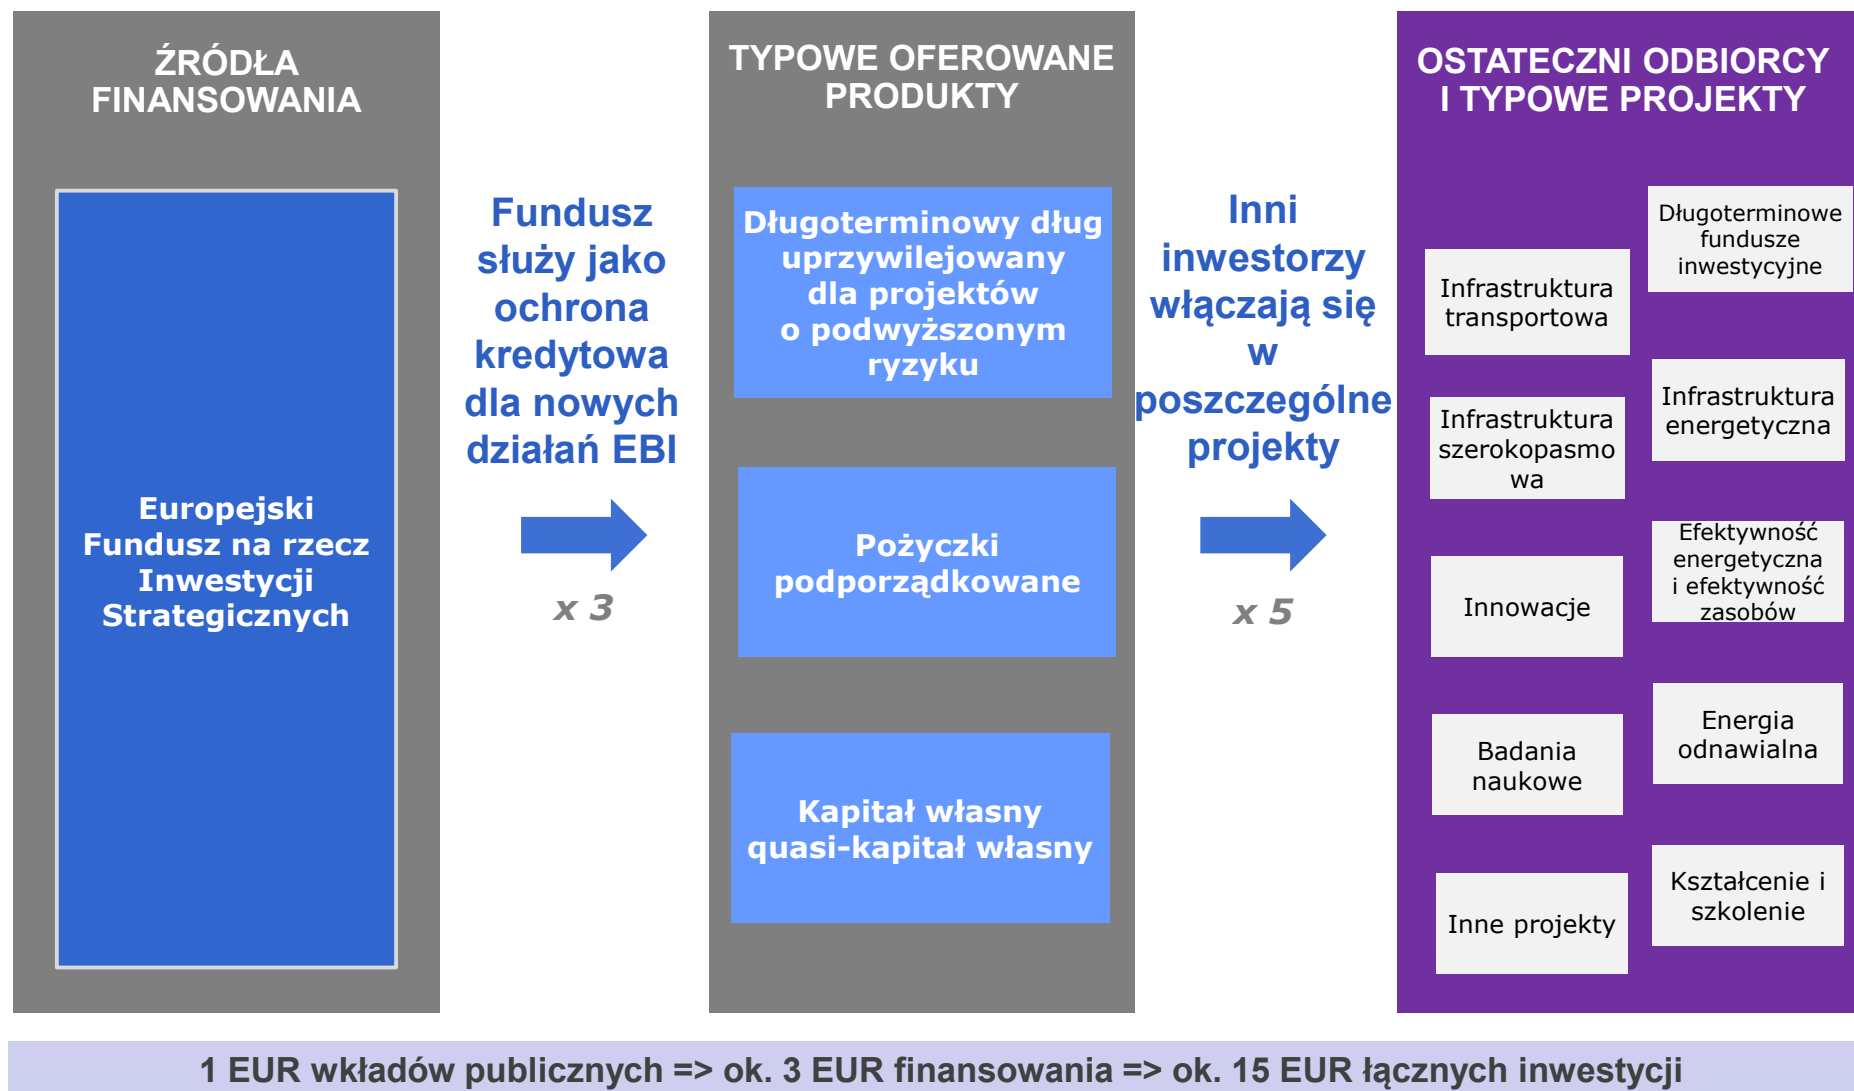 ŹRÓDŁA
FINANSOWANIA
Europejski
Fundusz na rzecz
Inwestycji
Strategicznych
Fundusz
służy jako
ochrona
kredytowa
dla nowych
działań EBI
x 3
TYPOWE OFEROWANE
PRODUKTY
Długoterminowy dług
uprzywilejowany
dla projektów
o podwyższonym
ryzyku
Pożyczki
podporządkowane
Kapitał własny
quasi-kapitał własny
Inni
inwestorzy
włączają się
w
poszczególne
projekty
x 5
OSTATECZNI ODBIORCY
I TYPOWE PROJEKTY
Długoterminowe
fundusze
inwestycyjne
Infrastruktura
transportowa
Infrastruktura
energetyczna
Infrastruktura
szerokopasmo
wa
Efektywność
energetyczna
i efektywność
zasobów
Innowacje
Energia
odnawialna
Badania
naukowe
Kształcenie i
szkolenie
Inne projekty
1 EUR wkładów publicznych => ok. 3 EUR finansowania => ok. 15 EUR łącznych inwestycji